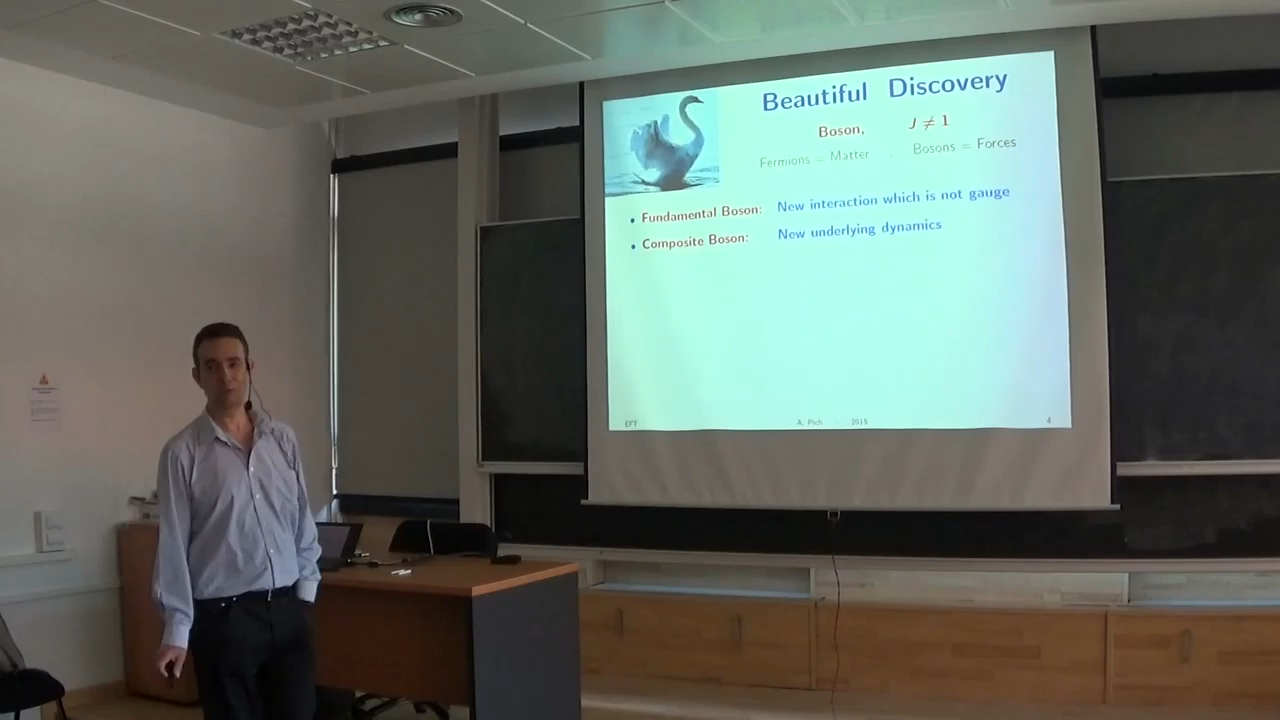 Beautiful Discovery
Boson, J ≠ 1
Fermions = Matter . Bosons = Forces
• Fundamental Boson: New interaction which is not gauge
• Composite Boson: New underlying dynamics
EFT A. Pich - 2015 4